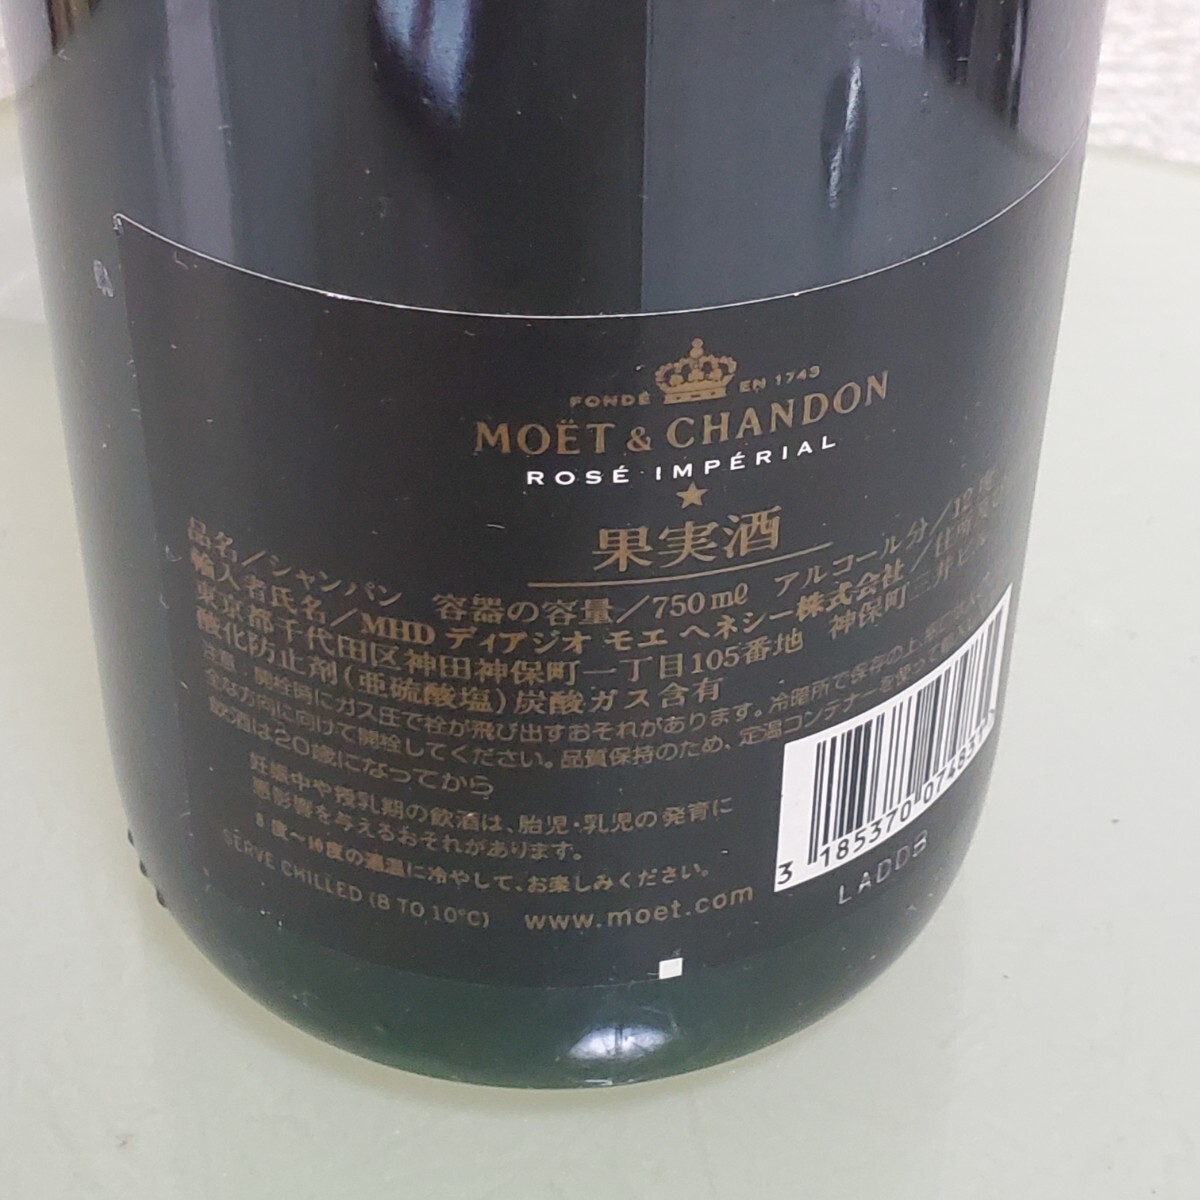 FONDÉ EN 1743
MOËT & CHANDON
ROSÉ IMPÉRIAL
果実酒
品名/シャンパン 容器の容量/750mℓ アルコール分/12度
輸入者氏名/MHD ディアジオ モエ ヘネシー株式会社/住所
東京都千代田区神田神保町一丁目105番地 神保町三井ビル
酸化防止剤(亜硫酸塩)炭酸ガス含有
注意 開栓時にガス圧で栓が飛び出すおそれがあります。冷暗所で保存の上、
全な方向に向けて開栓してください。品質保持のため、定温コンテナーを使って輸入
飲酒は20歳になってから
妊娠中や授乳期の飲酒は、胎児・乳児の発育に
悪影響を与えるおそれがあります。
8度~10度の適温に冷やして、お楽しみください。
SERVE CHILLED (8 TO 10°C) www.moet.com
3 185370 07483
LADD8